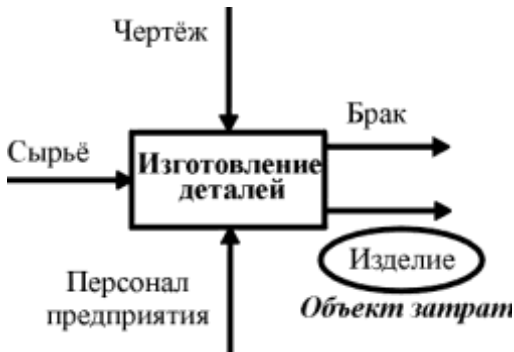 Чертёж
Брак
Сырьё
Изготовление
деталей
Изделие
Персонал
предприятия
Объект затрат